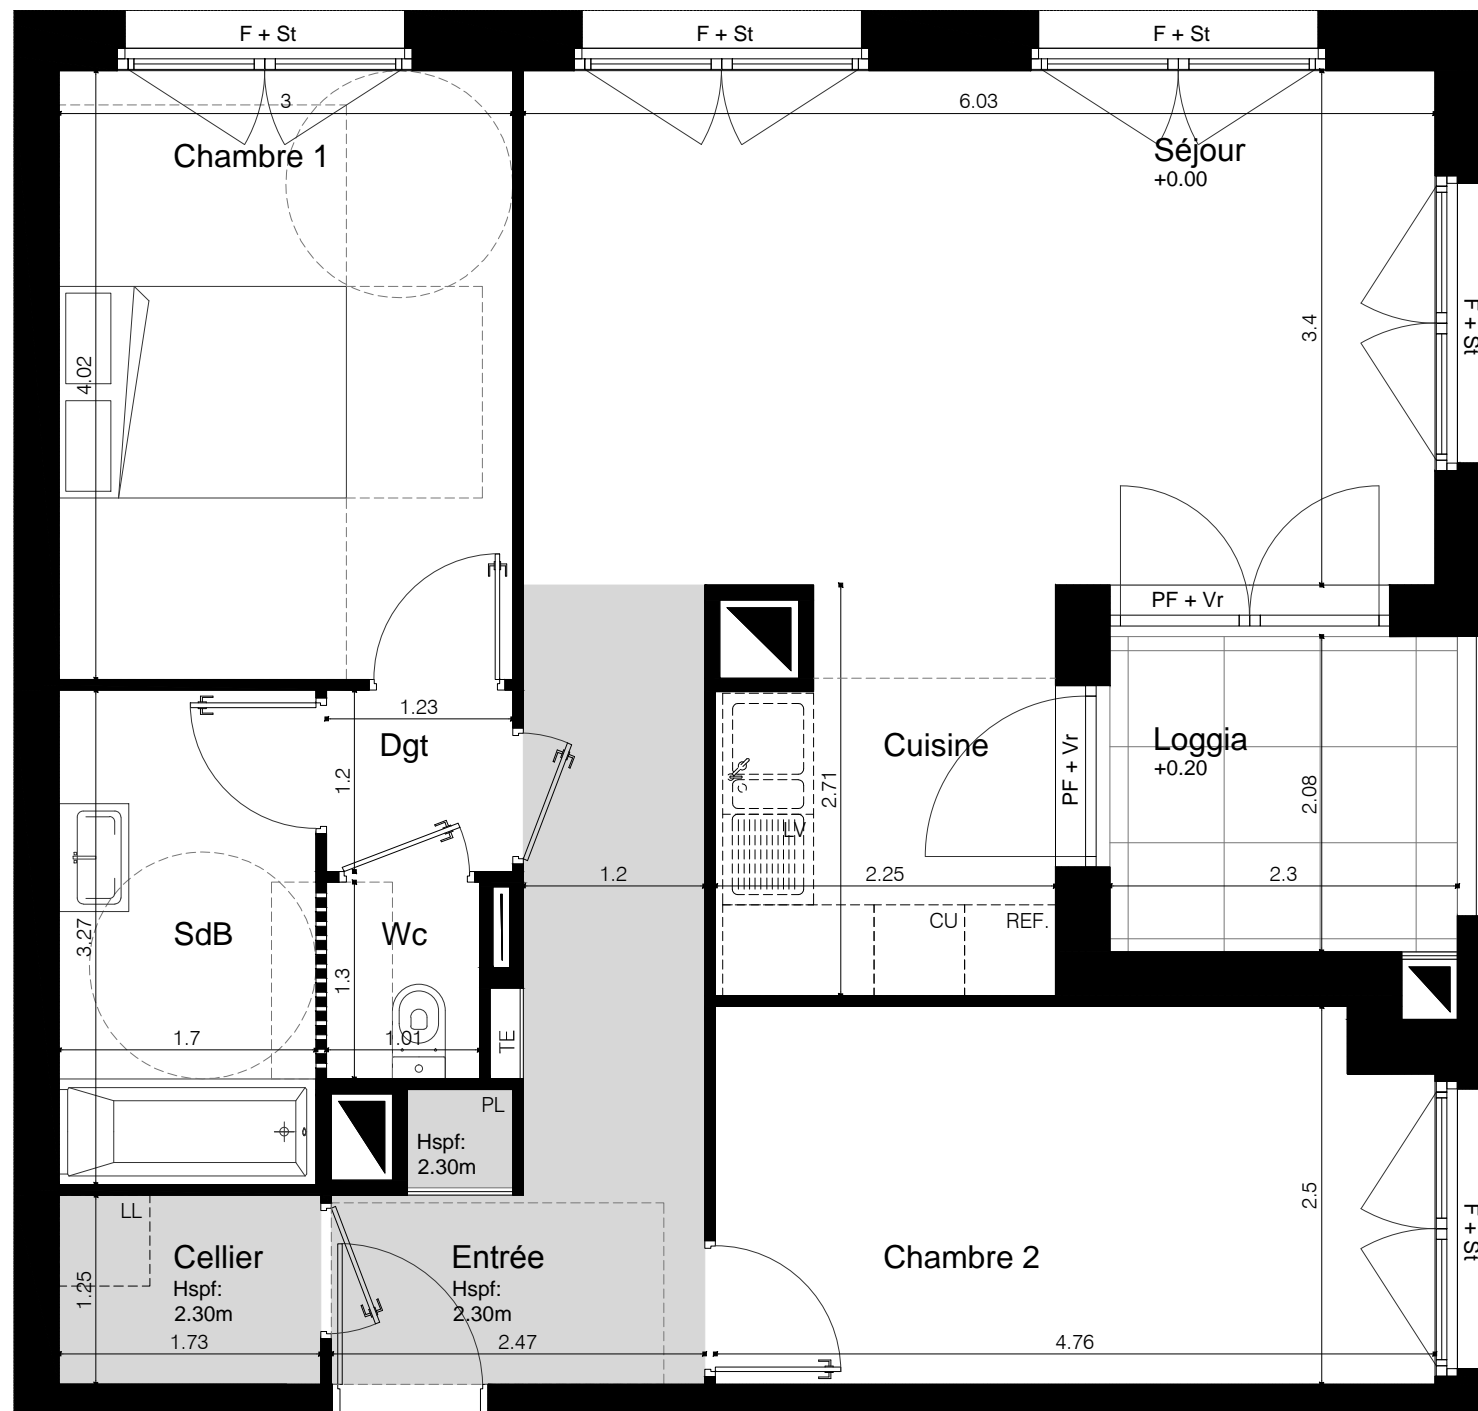 F + St
F + St
F + St
3
6.03
Chambre 1
Séjour
+0.00
F + St
3.4
4.02
PF + Vr
1.23
Dgt
Cuisine
PF + Vr
Loggia
+0.20
1.2
2.71
2.08
LV
1.2
2.25
2.3
CU
REF.
3.27
SdB
Wc
1.3
1.7
1.01
TE
PL
Hspf:
2.30m
2.5
LL
F + St
Cellier
Hspf:
2.30m
Entrée
Hspf:
2.30m
Chambre 2
1.25
1.73
2.47
4.76